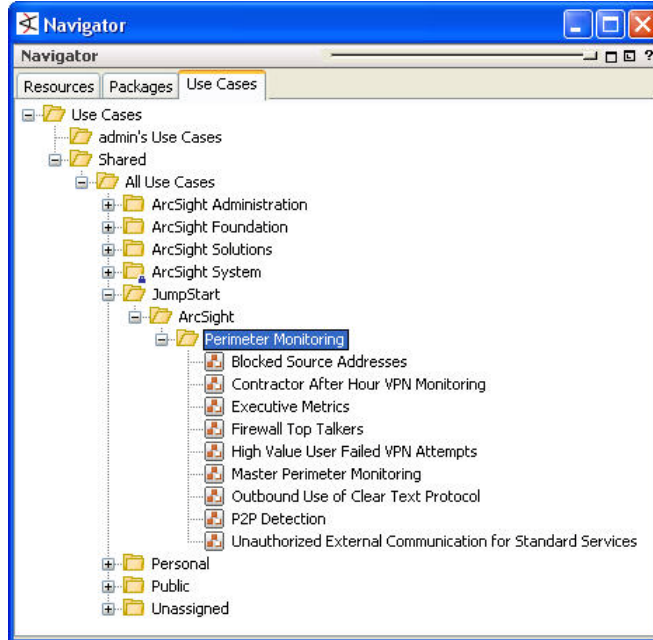 Navigator
Navigator ?
Resources Packages Use Cases
Use Cases
admin's Use Cases
Shared
All Use Cases
ArcSight Administration
ArcSight Foundation
ArcSight Solutions
ArcSight System
JumpStart
ArcSight
Perimeter Monitoring
Blocked Source Addresses
Contractor After Hour VPN Monitoring
Executive Metrics
Firewall Top Talkers
High Value User Failed VPN Attempts
Master Perimeter Monitoring
Outbound Use of Clear Text Protocol
P2P Detection
Unauthorized External Communication for Standard Services
Personal
Public
Unassigned